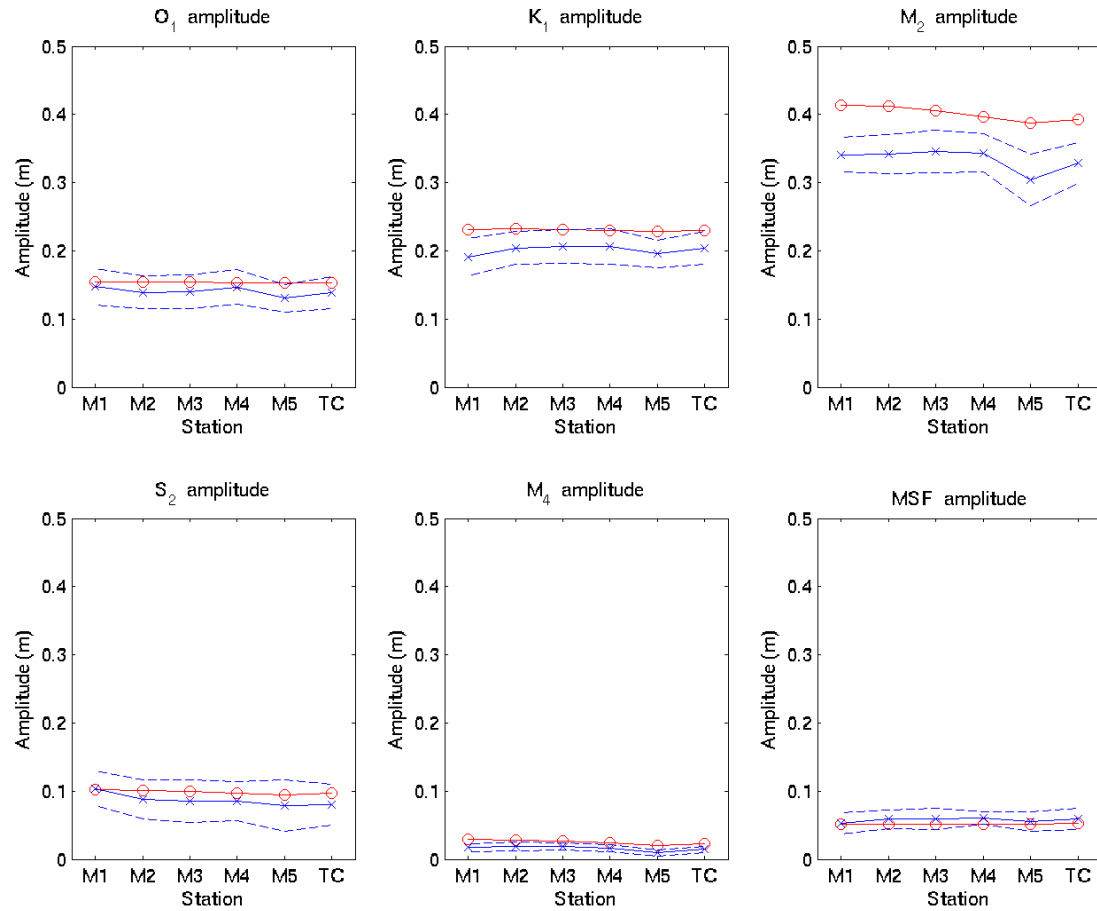 O₁ amplitude
0.5
0.4
0.3
0.2
0.1
0
Amplitude (m)
M1 M2 M3 M4 M5 TC
Station
K₁ amplitude
0.5
0.4
0.3
0.2
0.1
0
Amplitude (m)
M1 M2 M3 M4 M5 TC
Station
M₂ amplitude
0.5
0.4
0.3
0.2
0.1
0
Amplitude (m)
M1 M2 M3 M4 M5 TC
Station
S₂ amplitude
0.5
0.4
0.3
0.2
0.1
0
Amplitude (m)
M1 M2 M3 M4 M5 TC
Station
M₄ amplitude
0.5
0.4
0.3
0.2
0.1
0
Amplitude (m)
M1 M2 M3 M4 M5 TC
Station
MSF amplitude
0.5
0.4
0.3
0.2
0.1
0
Amplitude (m)
M1 M2 M3 M4 M5 TC
Station